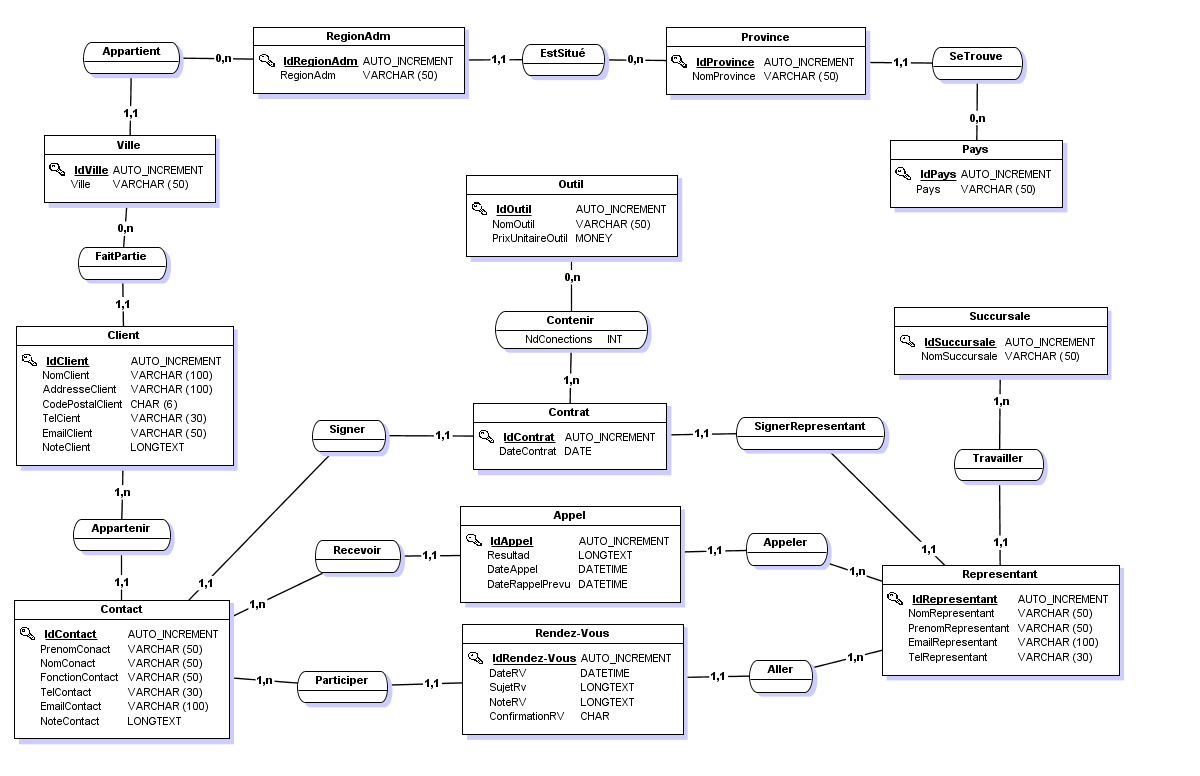 Appartient
0,n
RegionAdm
IdRegionAdm AUTO_INCREMENT
RegionAdm VARCHAR (50)
1,1
EstSitué
0,n
Province
IdProvince AUTO_INCREMENT
NomProvince VARCHAR (50)
1,1
SeTrouve
0,n
Pays
IdPays AUTO_INCREMENT
Pays VARCHAR (50)
1,1
Ville
IdVille AUTO_INCREMENT
Ville VARCHAR (50)
0,n
FaitPartie
1,1
Client
IdClient AUTO_INCREMENT
NomClient VARCHAR (100)
AddresseClient VARCHAR (100)
CodePostalClient CHAR (6)
TelCient VARCHAR (30)
EmailClient VARCHAR (50)
NoteClient LONGTEXT
1,n
Appartenir
1,1
Outil
IdOutil AUTO_INCREMENT
NomOutil VARCHAR (50)
PrixUnitaireOutil MONEY
0,n
Contenir
NdConections INT
1,n
Contrat
IdContrat AUTO_INCREMENT
DateContrat DATE
Signer
1,1
1,1
1,1
SignerRepresentant
1,1
Succursale
IdSuccursale AUTO_INCREMENT
NomSuccursale VARCHAR (50)
1,n
Travailler
1,1
Appel
IdAppel AUTO_INCREMENT
Resultad LONGTEXT
DateAppel DATETIME
DateRappelPrevu DATETIME
Recevoir
1,1
1,n
1,1
Appeler
1,n
Contact
IdContact AUTO_INCREMENT
PrenomConact VARCHAR (50)
NomConact VARCHAR (50)
FonctionContact VARCHAR (50)
TelContact VARCHAR (30)
EmailContact VARCHAR (100)
NoteContact LONGTEXT
1,n
Participer
1,1
Rendez-Vous
IdRendez-Vous AUTO_INCREMENT
DateRV DATETIME
SujetRv LONGTEXT
NoteRV LONGTEXT
ConfirmationRV CHAR
1,1
Aller
1,n
Representant
IdRepresentant AUTO_INCREMENT
NomRepresentant VARCHAR (50)
PrenomRepresentant VARCHAR (50)
EmailRepresentant VARCHAR (100)
TelRepresentant VARCHAR (30)